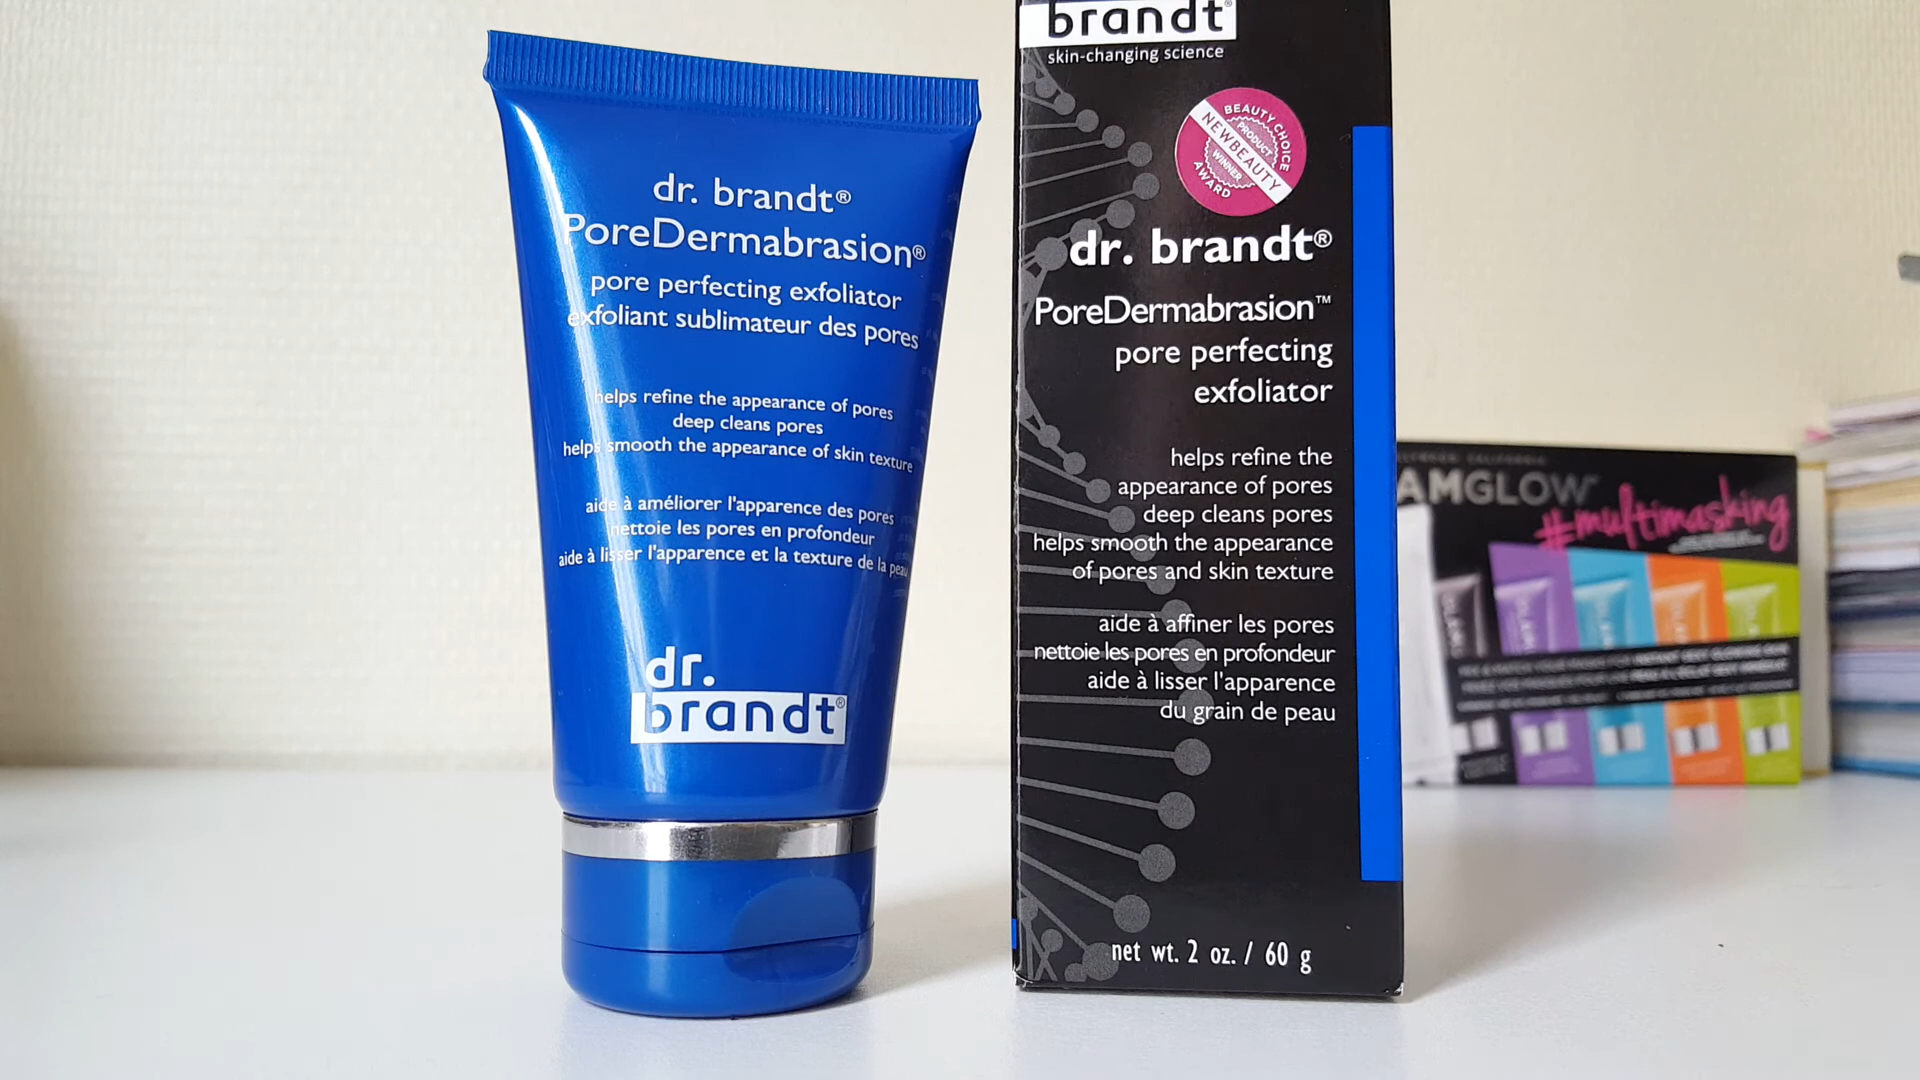 dr. brandt®
PoreDermabrasion®
pore perfecting exfoliator
exfoliant sublimateur des pores
helps refine the appearance of pores
deep cleans pores
helps smooth the appearance of skin texture
aide à améliorer l'apparence des pores
nettoie les pores en profondeur
aide à lisser l'apparence et la texture de la peau
dr.
brandt®
brandt®
skin-changing science
BEAUTY CHOICE
PRODUCT
NEWBEAUTY
WINNER
AWARD
dr. brandt®
PoreDermabrasion™
pore perfecting
exfoliator
helps refine the
appearance of pores
deep cleans pores
helps smooth the appearance
of pores and skin texture
aide à affiner les pores
nettoie les pores en profondeur
aide à lisser l'apparence
du grain de peau
net wt. 2 oz. / 60 g
AMGLOW
#multimasking